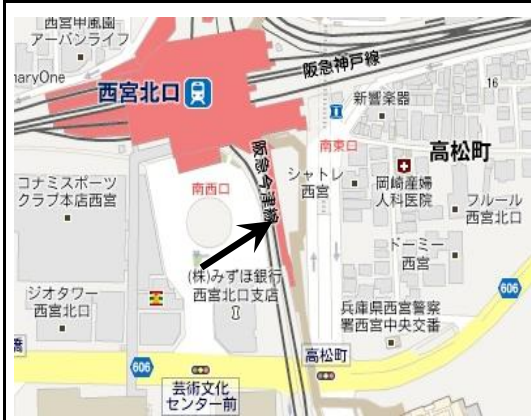 西宮甲風園
アーバンライフ
naryOne
西宮北口
阪急神戸線
16
新響楽器
南東口
高松町
阪急今津線
コナミスポーツ
クラブ本店西宮
南西口
シャトレ
西宮
岡崎産婦
人科医院
フルール
西宮北口
ドーミー
西宮
(株)みずほ銀行
西宮北口支店
ジオタワー
西宮北口
兵庫県西宮警察
署西宮中央交番
606
橋
高松町
606
芸術文化
センター前